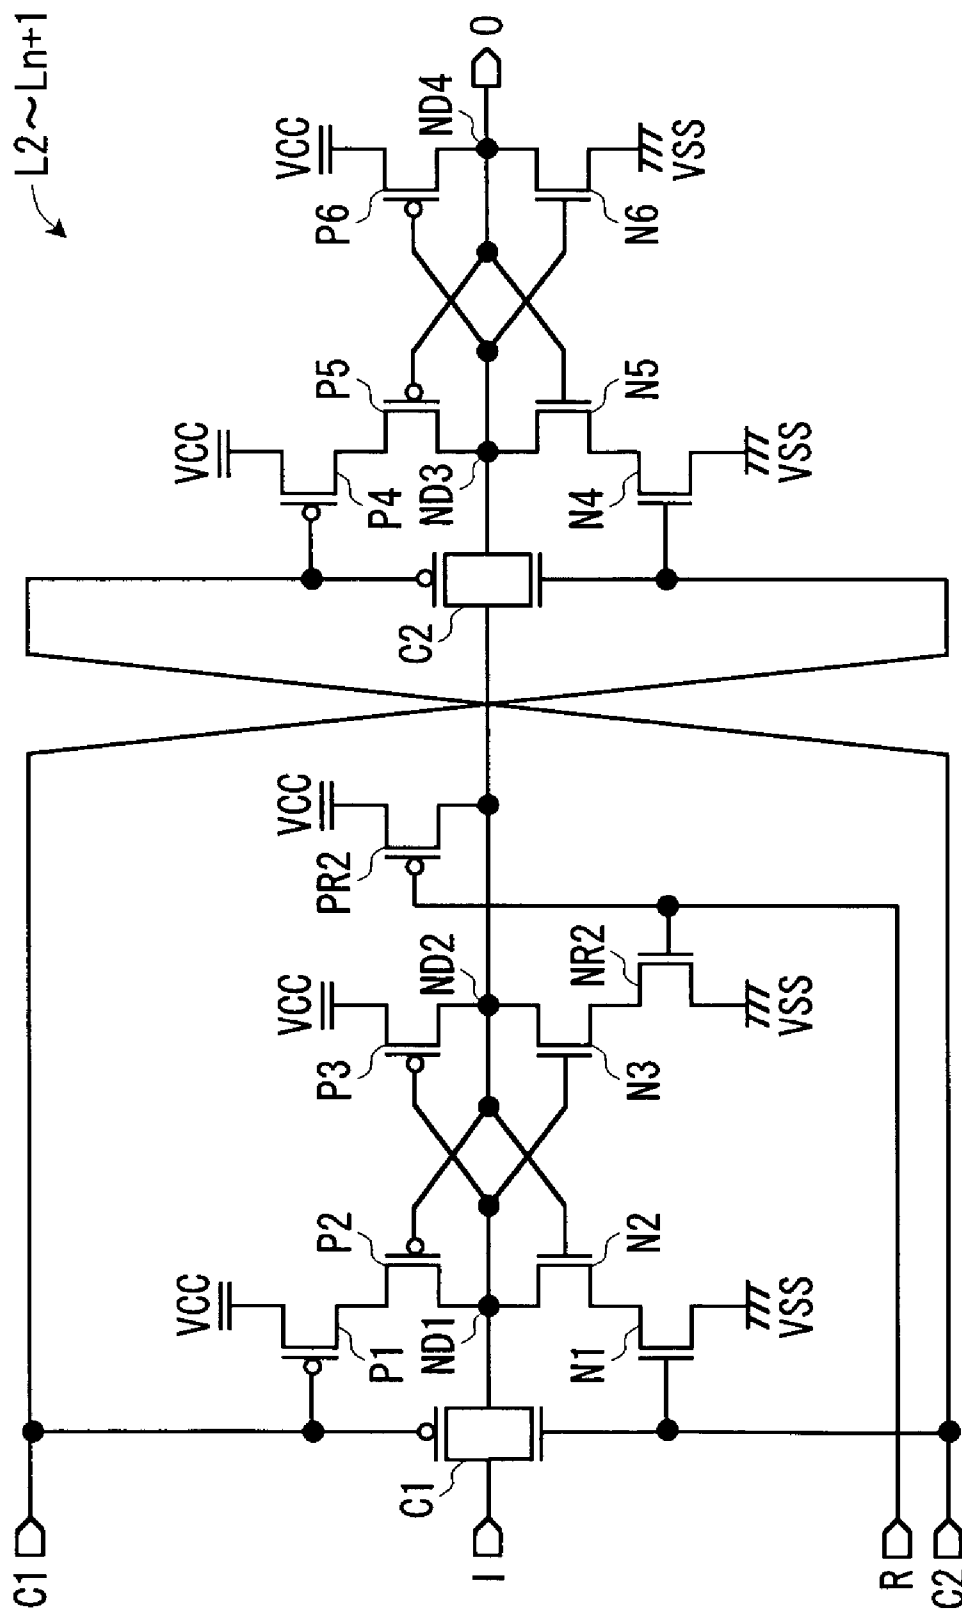 L2~Ln+1
C1
I
R
C2
C1
VCC
P1
P2
ND1
N2
N1
VSS
VCC
P3
ND2
N3
NR2
VSS
VCC
PR2
C2
VCC
P4
P5
ND3
N5
N4
VSS
VCC
P6
ND4
N6
VSS
O